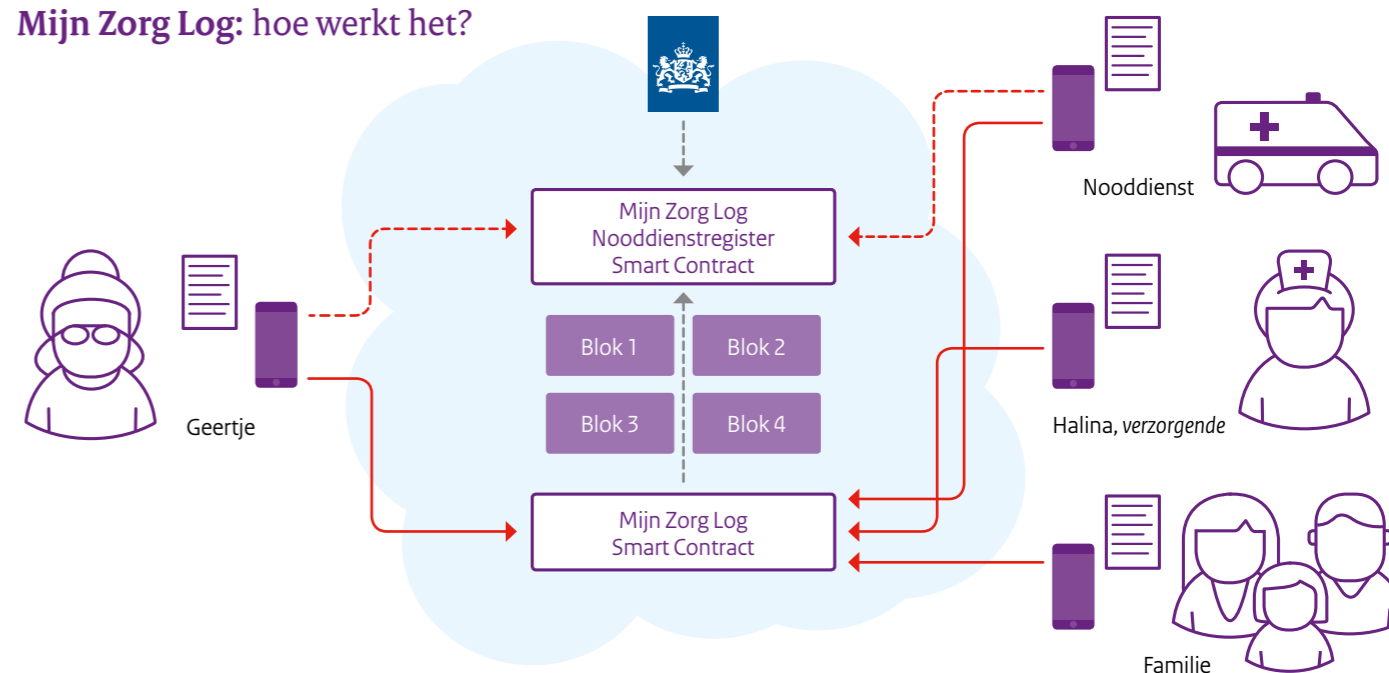 Mijn Zorg Log: hoe werkt het?
Mijn Zorg Log
Nooddienstregister
Smart Contract
Nooddienst
Blok 1
Blok 2
Blok 3
Blok 4
Geertje
Halina, verzorgende
Mijn Zorg Log
Smart Contract
Familie